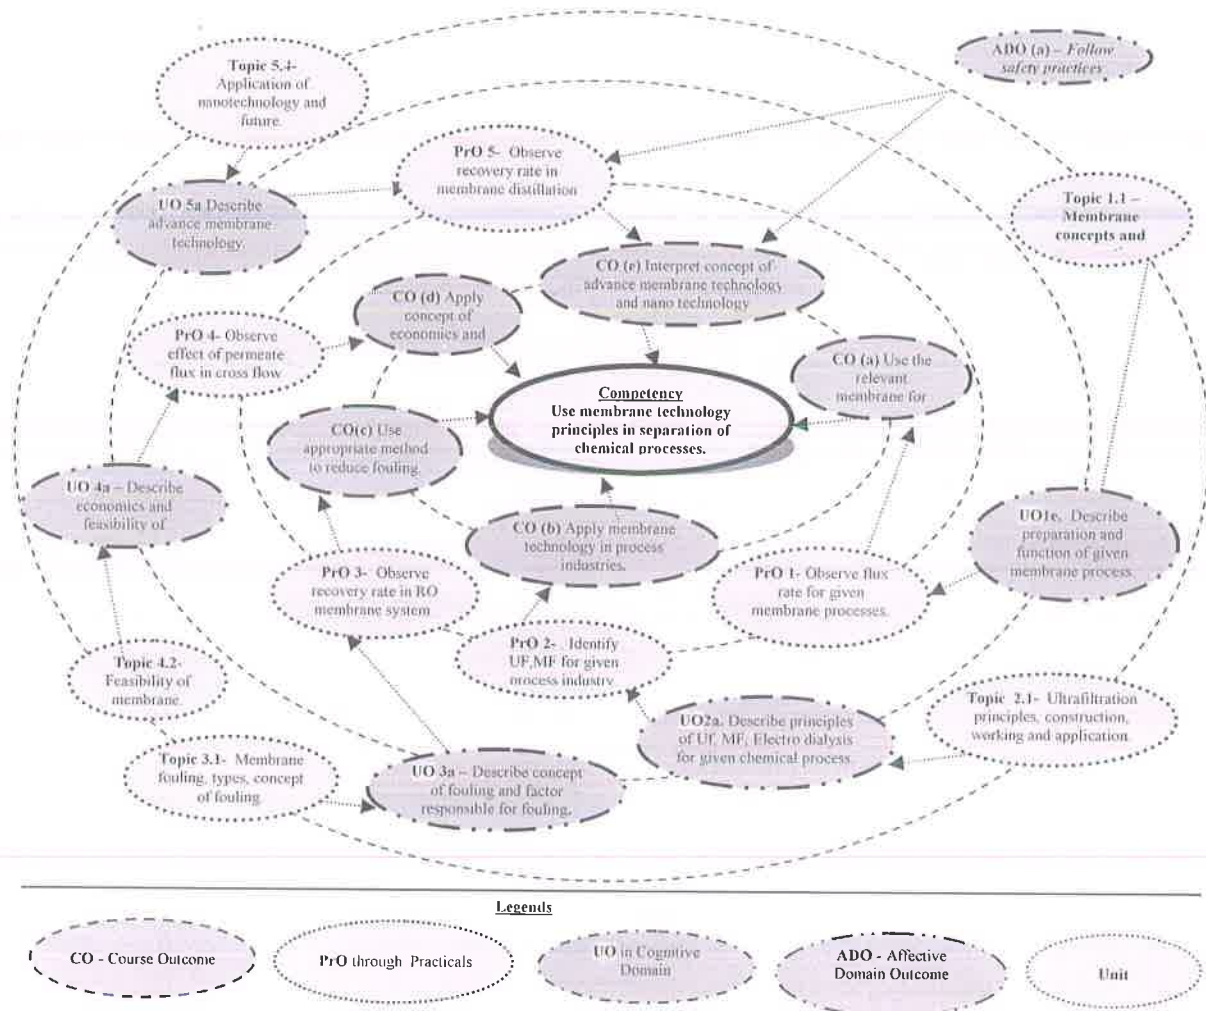 Topic 5.4-
Application of
nanotechnology and
future.
ADO (a) – Follow
safety practices
PrO 5- Observe
recovery rate in
membrane distillation
UO 5a Describe
advance membrane
technology.
Topic 1.1 –
Membrane
concepts and
CO (e) Interpret concept of
advance membrane technology
and nano technology
CO (d) Apply
concept of
economics and
PrO 4- Observe
effect of permeate
flux in cross flow
CO (a) Use the
relevant
membrane for
Competency
Use membrane technology
principles in separation of
chemical processes.
CO(c) Use
appropriate method
to reduce fouling.
UO 4a – Describe
economics and
feasibility of
CO (b) Apply membrane
technology in process
industries.
UO1e. Describe
preparation and
function of given
membrane process.
PrO 3- Observe
recovery rate in RO
membrane system
PrO 1- Observe flux
rate for given
membrane processes.
PrO 2- Identify
UF,MF for given
process industry
Topic 4.2-
Feasibility of
membrane.
Topic 2.1- Ultrafiltration
principles, construction,
working and application.
UO2a. Describe principles
of Uf, MF, Electro dialysis
for given chemical process.
Topic 3.1- Membrane
fouling, types, concept
of fouling.
UO 3a – Describe concept
of fouling and factor
responsible for fouling.
Legends
CO - Course Outcome
PrO through Practicals
UO in Cognitive
Domain
ADO - Affective
Domain Outcome
Unit